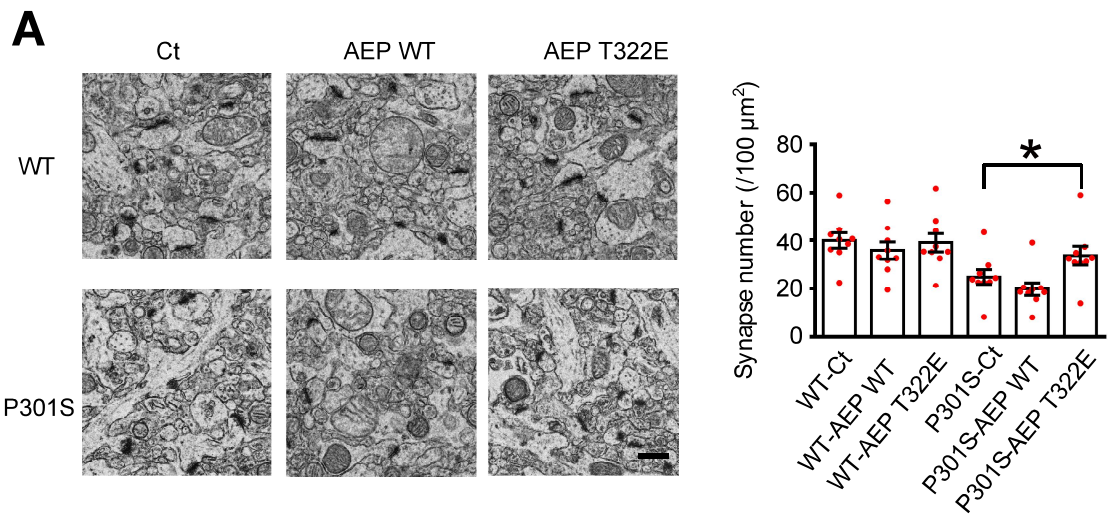 A
Ct
AEP WT
AEP T322E
WT
P301S
Synapse number (/100 µm²)
80
60
40
20
0
*
WT-Ct
WT-AEP WT
WT-AEP T322E
P301S-Ct
P301S-AEP WT
P301S-AEP T322E